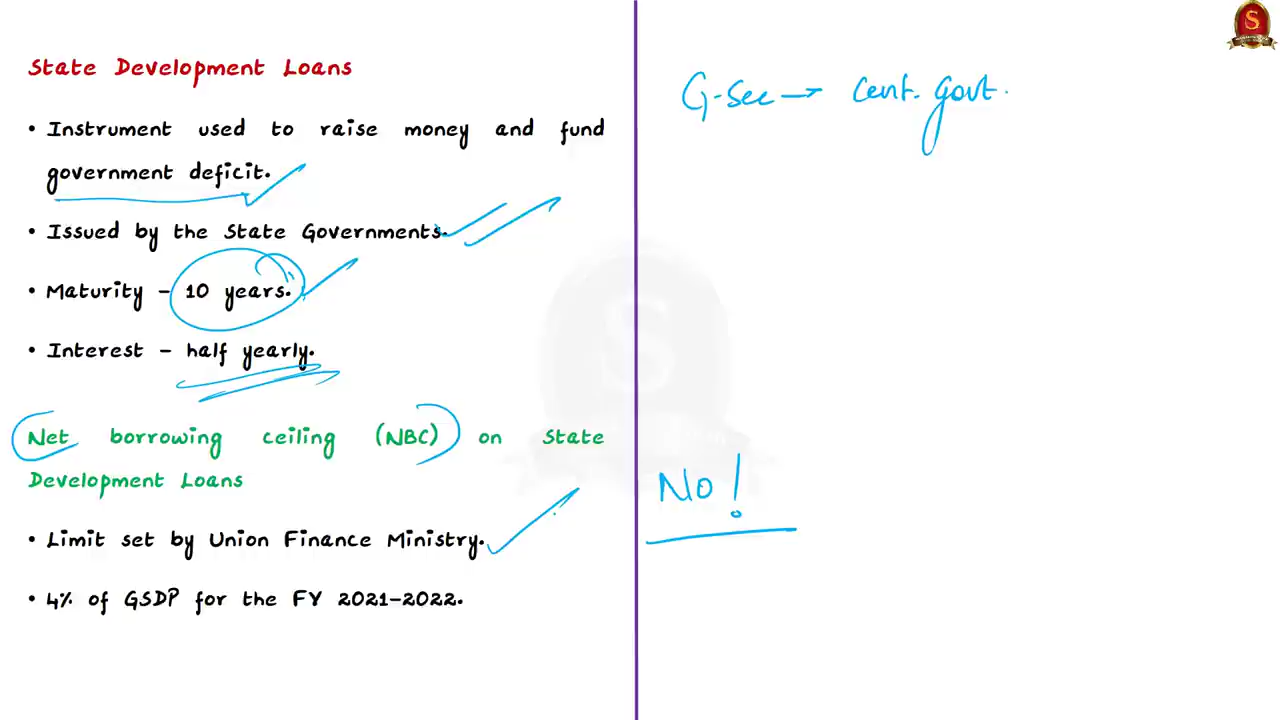 State Development Loans
• Instrument used to raise money and fund
government deficit.
• Issued by the State Governments.
• Maturity – 10 years.
• Interest – half yearly.
Net borrowing ceiling (NBC) on State
Development Loans
• Limit set by Union Finance Ministry.
• 4% of GSDP for the FY 2021-2022.
G-Sec → Cent. Govt.
No!
S